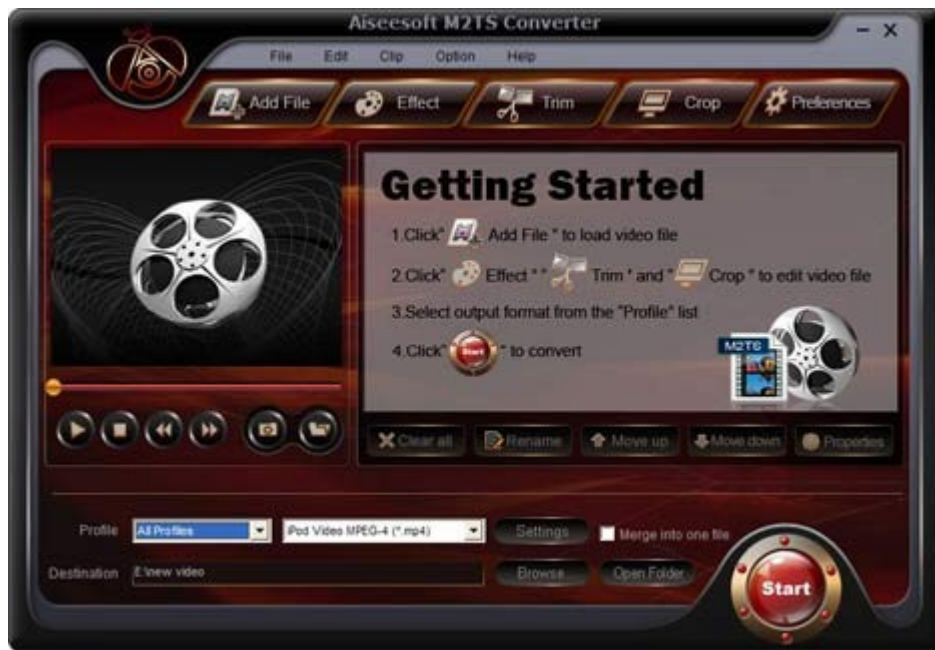 Aiseesoft M2TS Converter
File Edit Clip Option Help
Add File Effect Trim Crop Preferences
Getting Started
1.Click" Add File " to load video file
2.Click" Effect " " Trim " and " Crop " to edit video file
3.Select output format from the "Profile" list
4.Click" Start " to convert
M2TS
Clear all Rename Move up Move down Properties
Profile All Profiles iPod Video MPEG-4 (*.mp4) Settings Merge into one file
Destination E:\new video Browse Open Folder
Start